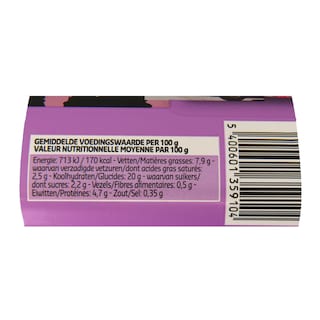 GEMIDDELDE VOEDINGSWAARDE PER 100 g
VALEUR NUTRITIONNELLE MOYENNE PAR 100 g
Energie: 713 kJ / 170 kcal - Vetten/Matières grasses: 7,9 g -
waarvan verzadigde vetzuren/dont acides gras saturés:
2,5 g - Koolhydraten/Glucides: 20 g - waarvan suikers/
dont sucres: 2,2 g - Vezels/Fibres alimentaires: 0,5 g -
Eiwitten/Protéines: 4,7 g - Zout/Sel: 0,35 g
5 400601 359104